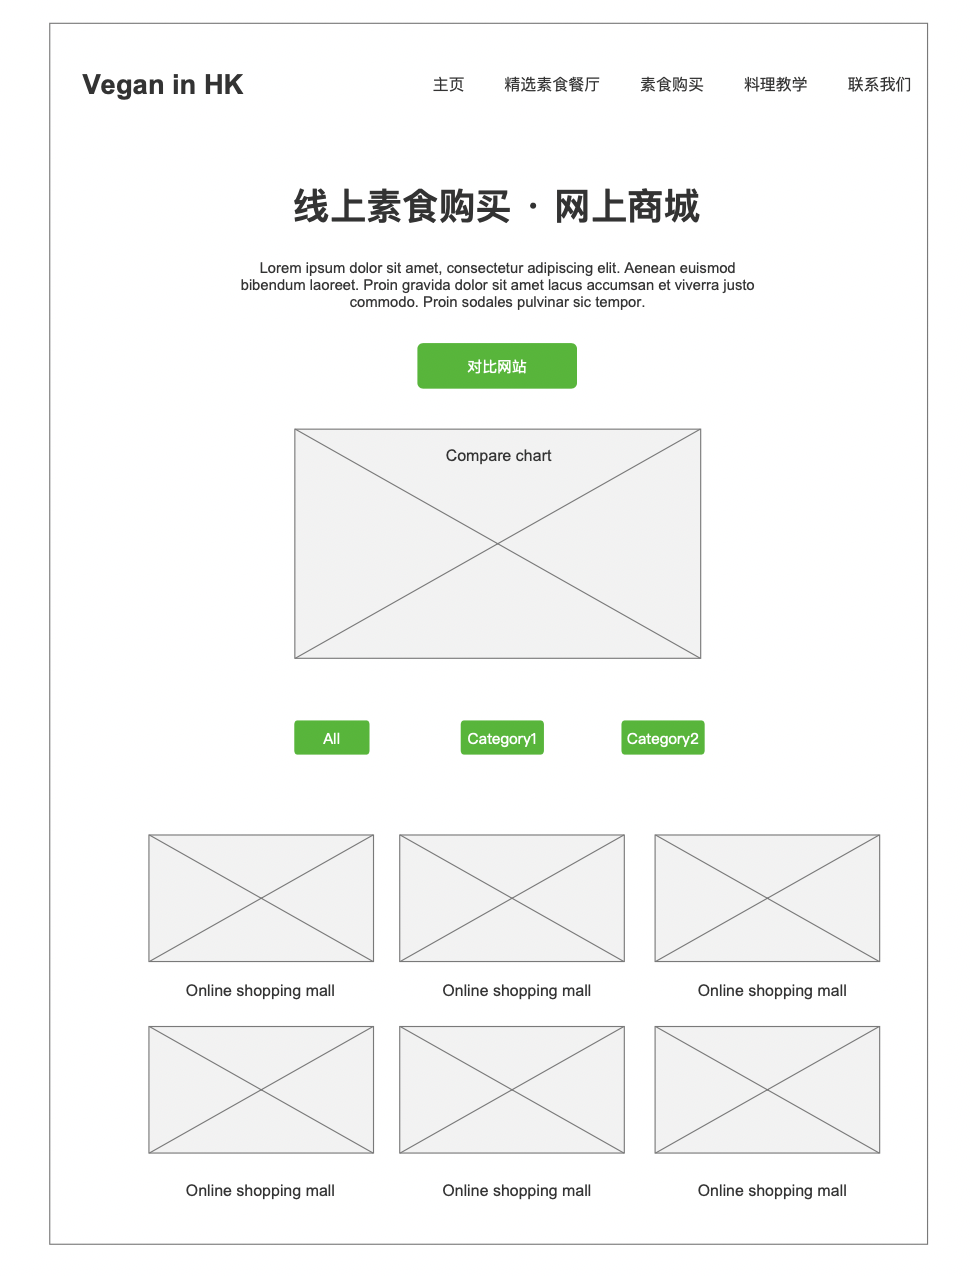 Vegan in HK
主页 精选素食餐厅 素食购买 料理教学 联系我们
线上素食购买 · 网上商城
Lorem ipsum dolor sit amet, consectetur adipiscing elit. Aenean euismod
bibendum laoreet. Proin gravida dolor sit amet lacus accumsan et viverra justo
commodo. Proin sodales pulvinar sic tempor.
对比网站
Compare chart
All Category1 Category2
Online shopping mall Online shopping mall Online shopping mall
Online shopping mall Online shopping mall Online shopping mall